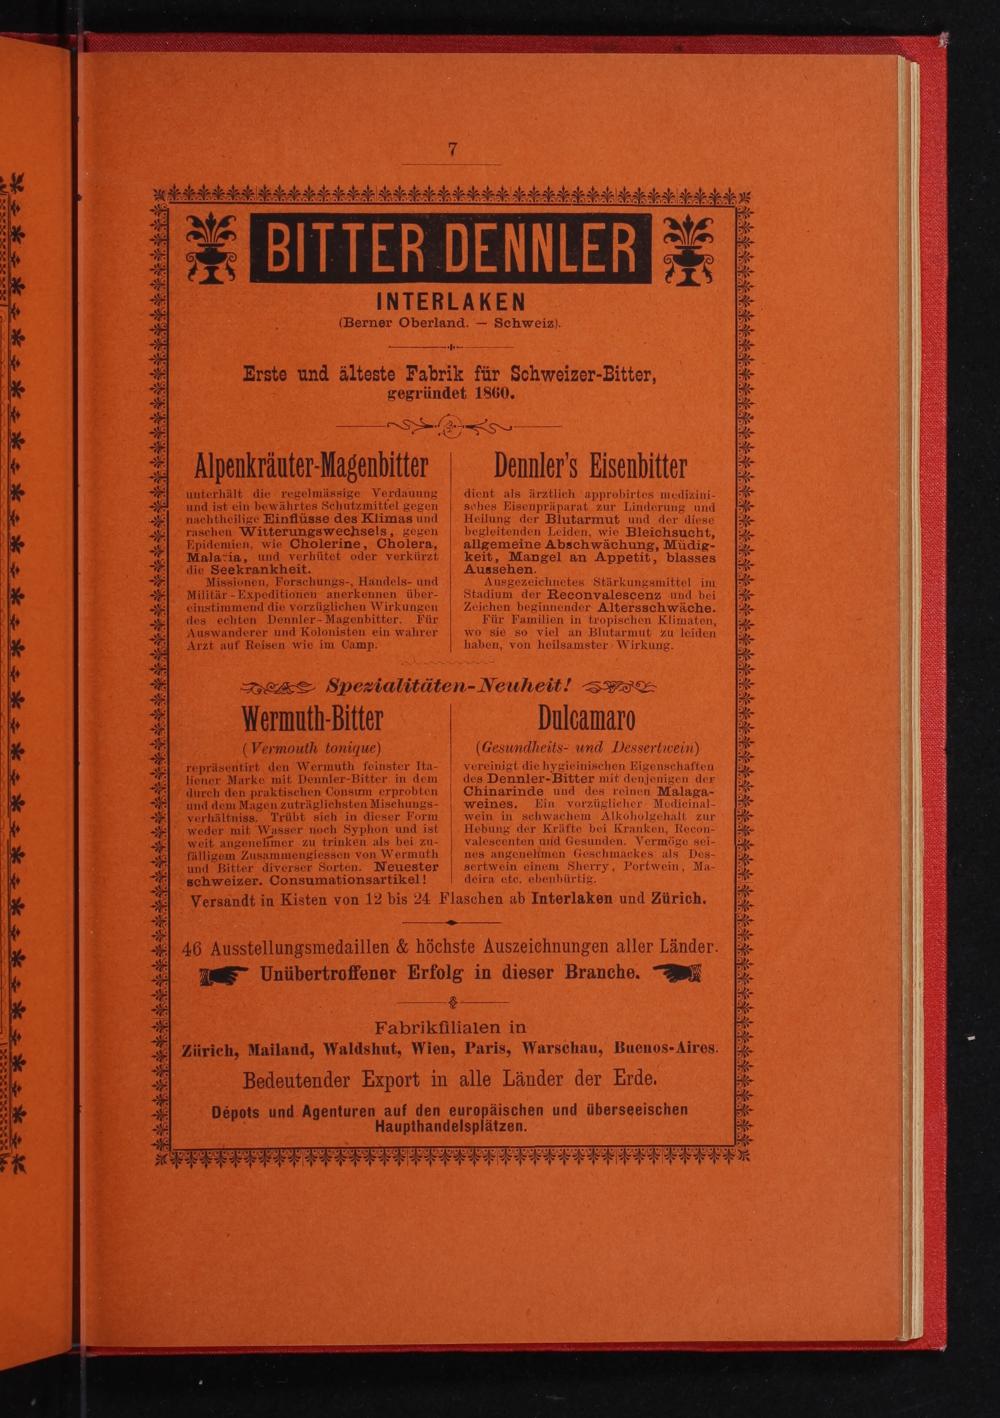 7
BITTER DENNLER
INTERLAKEN
(Berner Oberland. — Schweiz).
Erste und älteste Fabrik für Schweizer-Bitter,
gegründet 1860.
Alpenkräuter-Magenbitter
unterhält die regelmässige Verdauung
und ist ein bewährtes Schutzmittel gegen
nachtheilige Einflüsse des Klimas und
raschen Witterungswechsels, gegen
Epidemien, wie Cholerine, Cholera,
Malaria, und verhütet oder verkürzt
die Seekrankheit.
Missionen, Forschungs-, Handels- und
Militär-Expeditionen anerkennen über-
einstimmend die vorzüglichen Wirkungen
des echten Dennler-Magenbitter. Für
Auswanderer und Kolonisten ein wahrer
Arzt auf Reisen wie im Camp.
Dennler's Eisenbitter
dient als ärztlich approbirtes medizini-
sches Eisenpräparat zur Linderung und
Heilung der Blutarmut und der diese
begleitenden Leiden, wie Bleichsucht,
allgemeine Abschwächung, Müdig-
keit, Mangel an Appetit, blasses
Aussehen.
Ausgezeichnetes Stärkungsmittel im
Stadium der Reconvalescenz und bei
Zeichen beginnender Altersschwäche.
Für Familien in tropischen Klimaten,
wo sie so viel an Blutarmut zu leiden
haben, von heilsamster Wirkung.
Spezialitäten-Neuheit!
Wermuth-Bitter
(Vermouth tonique)
repräsentirt den Wermuth feinster Ita-
liener Marke mit Dennler-Bitter in dem
durch den praktischen Consum erprobten
und dem Magen zuträglichsten Mischungs-
verhältniss. Trübt sich in dieser Form
weder mit Wasser noch Syphon und ist
weit angenehmer zu trinken als bei zu-
fälligem Zusammengiessen von Wermuth
und Bitter diverser Sorten. Neuester
schweizer. Consumationsartikel!
Dulcamaro
(Gesundheits- und Dessertwein)
vereinigt die hygieinischen Eigenschaften
des Dennler-Bitter mit denjenigen der
Chinarinde und des reinen Malaga-
weines. Ein vorzüglicher Medicinal-
wein in schwachem Alkoholgehalt zur
Hebung der Kräfte bei Kranken, Recon-
valescenten und Gesunden. Vermöge sei-
nes angenehmen Geschmackes als Des-
sertwein einem Sherry, Portwein, Ma-
deira etc. ebenbürtig.
Versandt in Kisten von 12 bis 24 Flaschen ab Interlaken und Zürich.
46 Ausstellungsmedaillen & höchste Auszeichnungen aller Länder.
Unübertroffener Erfolg in dieser Branche.
Fabrikfilialen in
Zürich, Mailand, Waldshut, Wien, Paris, Warschau, Buenos-Aires.
Bedeutender Export in alle Länder der Erde.
Dépots und Agenturen auf den europäischen und überseeischen
Haupthandelsplätzen.